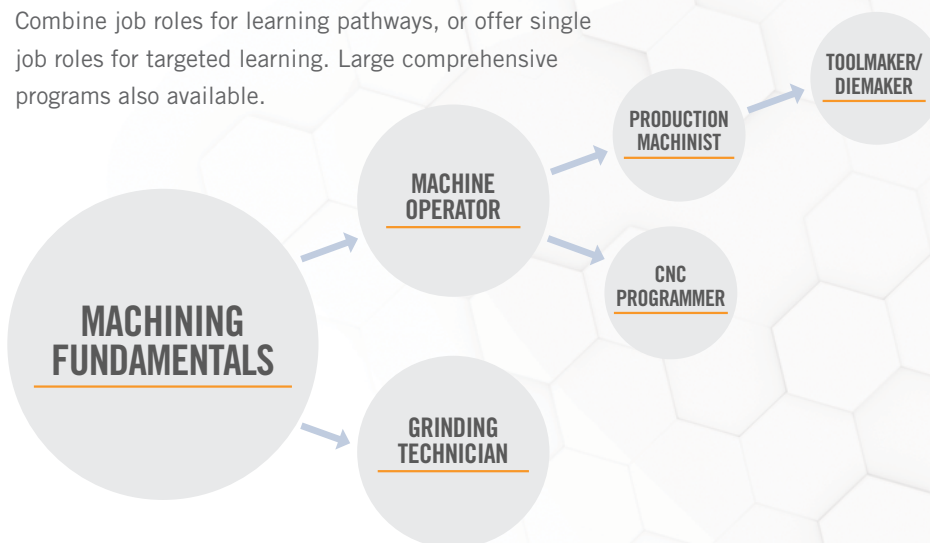 Combine job roles for learning pathways, or offer single
job roles for targeted learning. Large comprehensive
programs also available.
TOOLMAKER/
DIEMAKER
PRODUCTION
MACHINIST
MACHINE
OPERATOR
CNC
PROGRAMMER
MACHINING
FUNDAMENTALS
GRINDING
TECHNICIAN